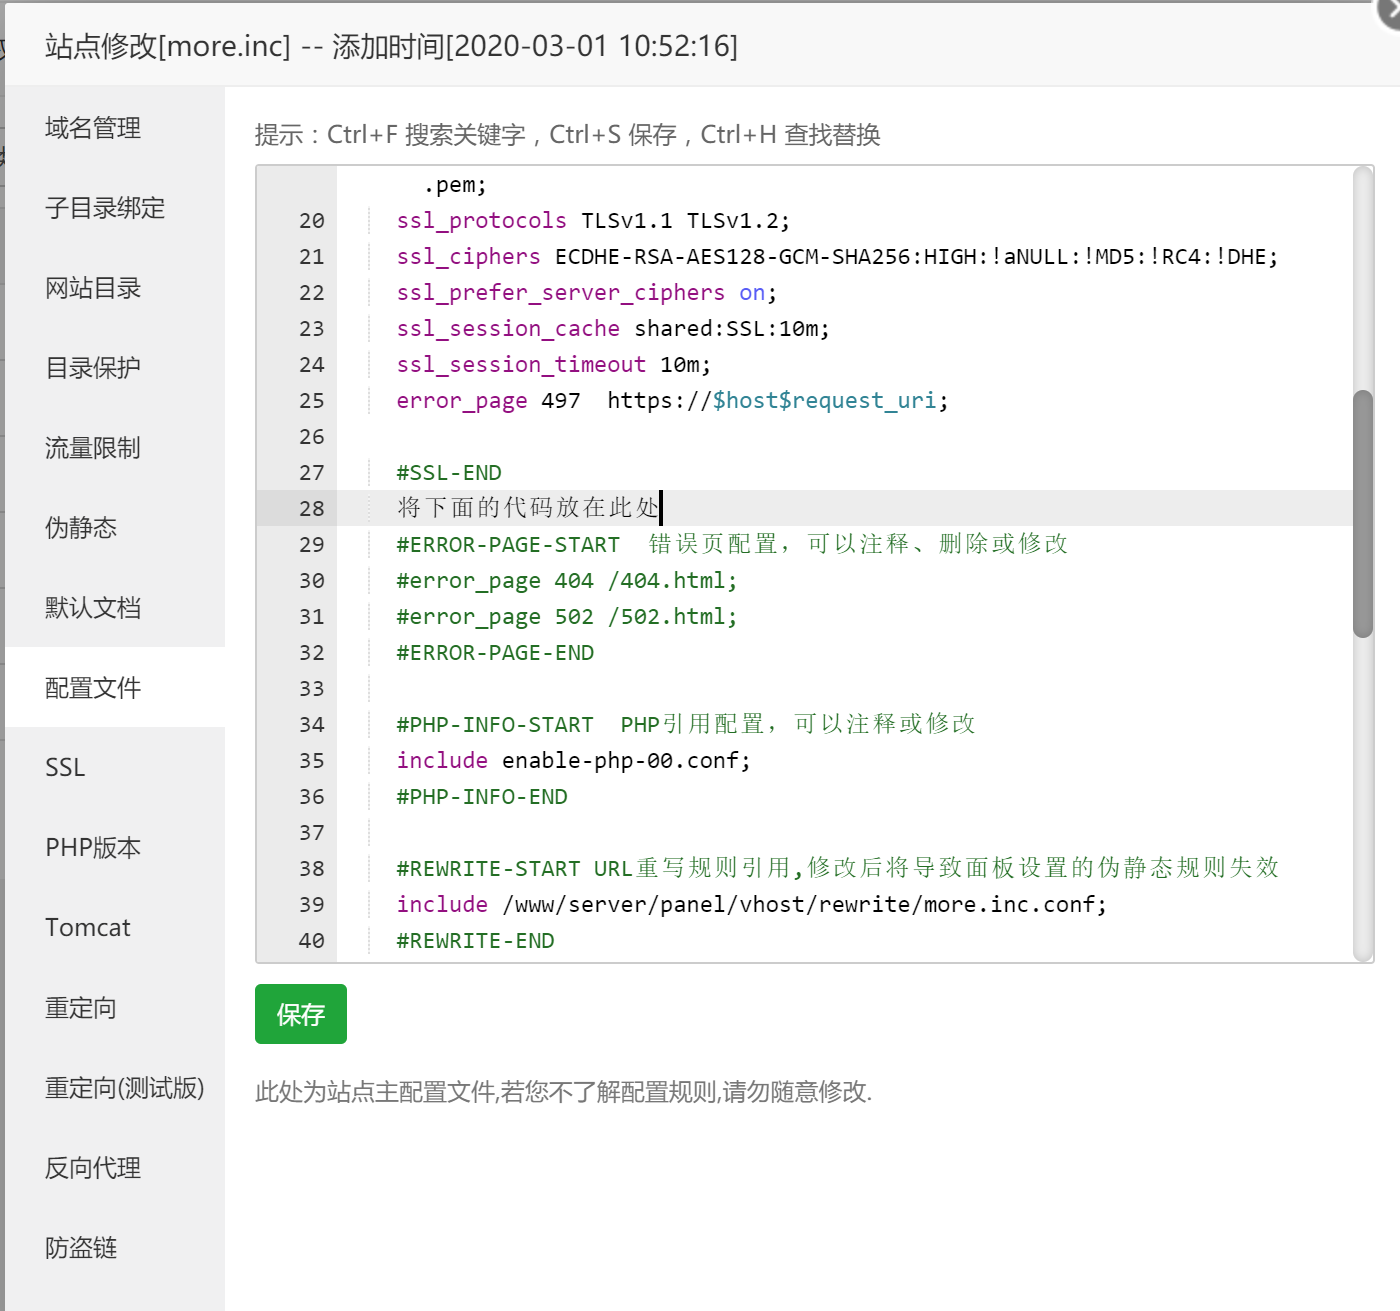 站点修改[more.inc] -- 添加时间[2020-03-01 10:52:16]
域名管理
子目录绑定
网站目录
目录保护
流量限制
伪静态
默认文档
配置文件
SSL
PHP版本
Tomcat
重定向
重定向(测试版)
反向代理
防盗链
提示：Ctrl+F 搜索关键字，Ctrl+S 保存，Ctrl+H 查找替换
.pem;
20 ssl_protocols TLSv1.1 TLSv1.2;
21 ssl_ciphers ECDHE-RSA-AES128-GCM-SHA256:HIGH:!aNULL:!MD5:!RC4:!DHE;
22 ssl_prefer_server_ciphers on;
23 ssl_session_cache shared:SSL:10m;
24 ssl_session_timeout 10m;
25 error_page 497  https://$host$request_uri;
26
27 #SSL-END
28 将下面的代码放在此处
29 #ERROR-PAGE-START  错误页配置，可以注释、删除或修改
30 #error_page 404 /404.html;
31 #error_page 502 /502.html;
32 #ERROR-PAGE-END
33
34 #PHP-INFO-START  PHP引用配置，可以注释或修改
35 include enable-php-00.conf;
36 #PHP-INFO-END
37
38 #REWRITE-START URL重写规则引用,修改后将导致面板设置的伪静态规则失效
39 include /www/server/panel/vhost/rewrite/more.inc.conf;
40 #REWRITE-END
保存
此处为站点主配置文件,若您不了解配置规则,请勿随意修改.